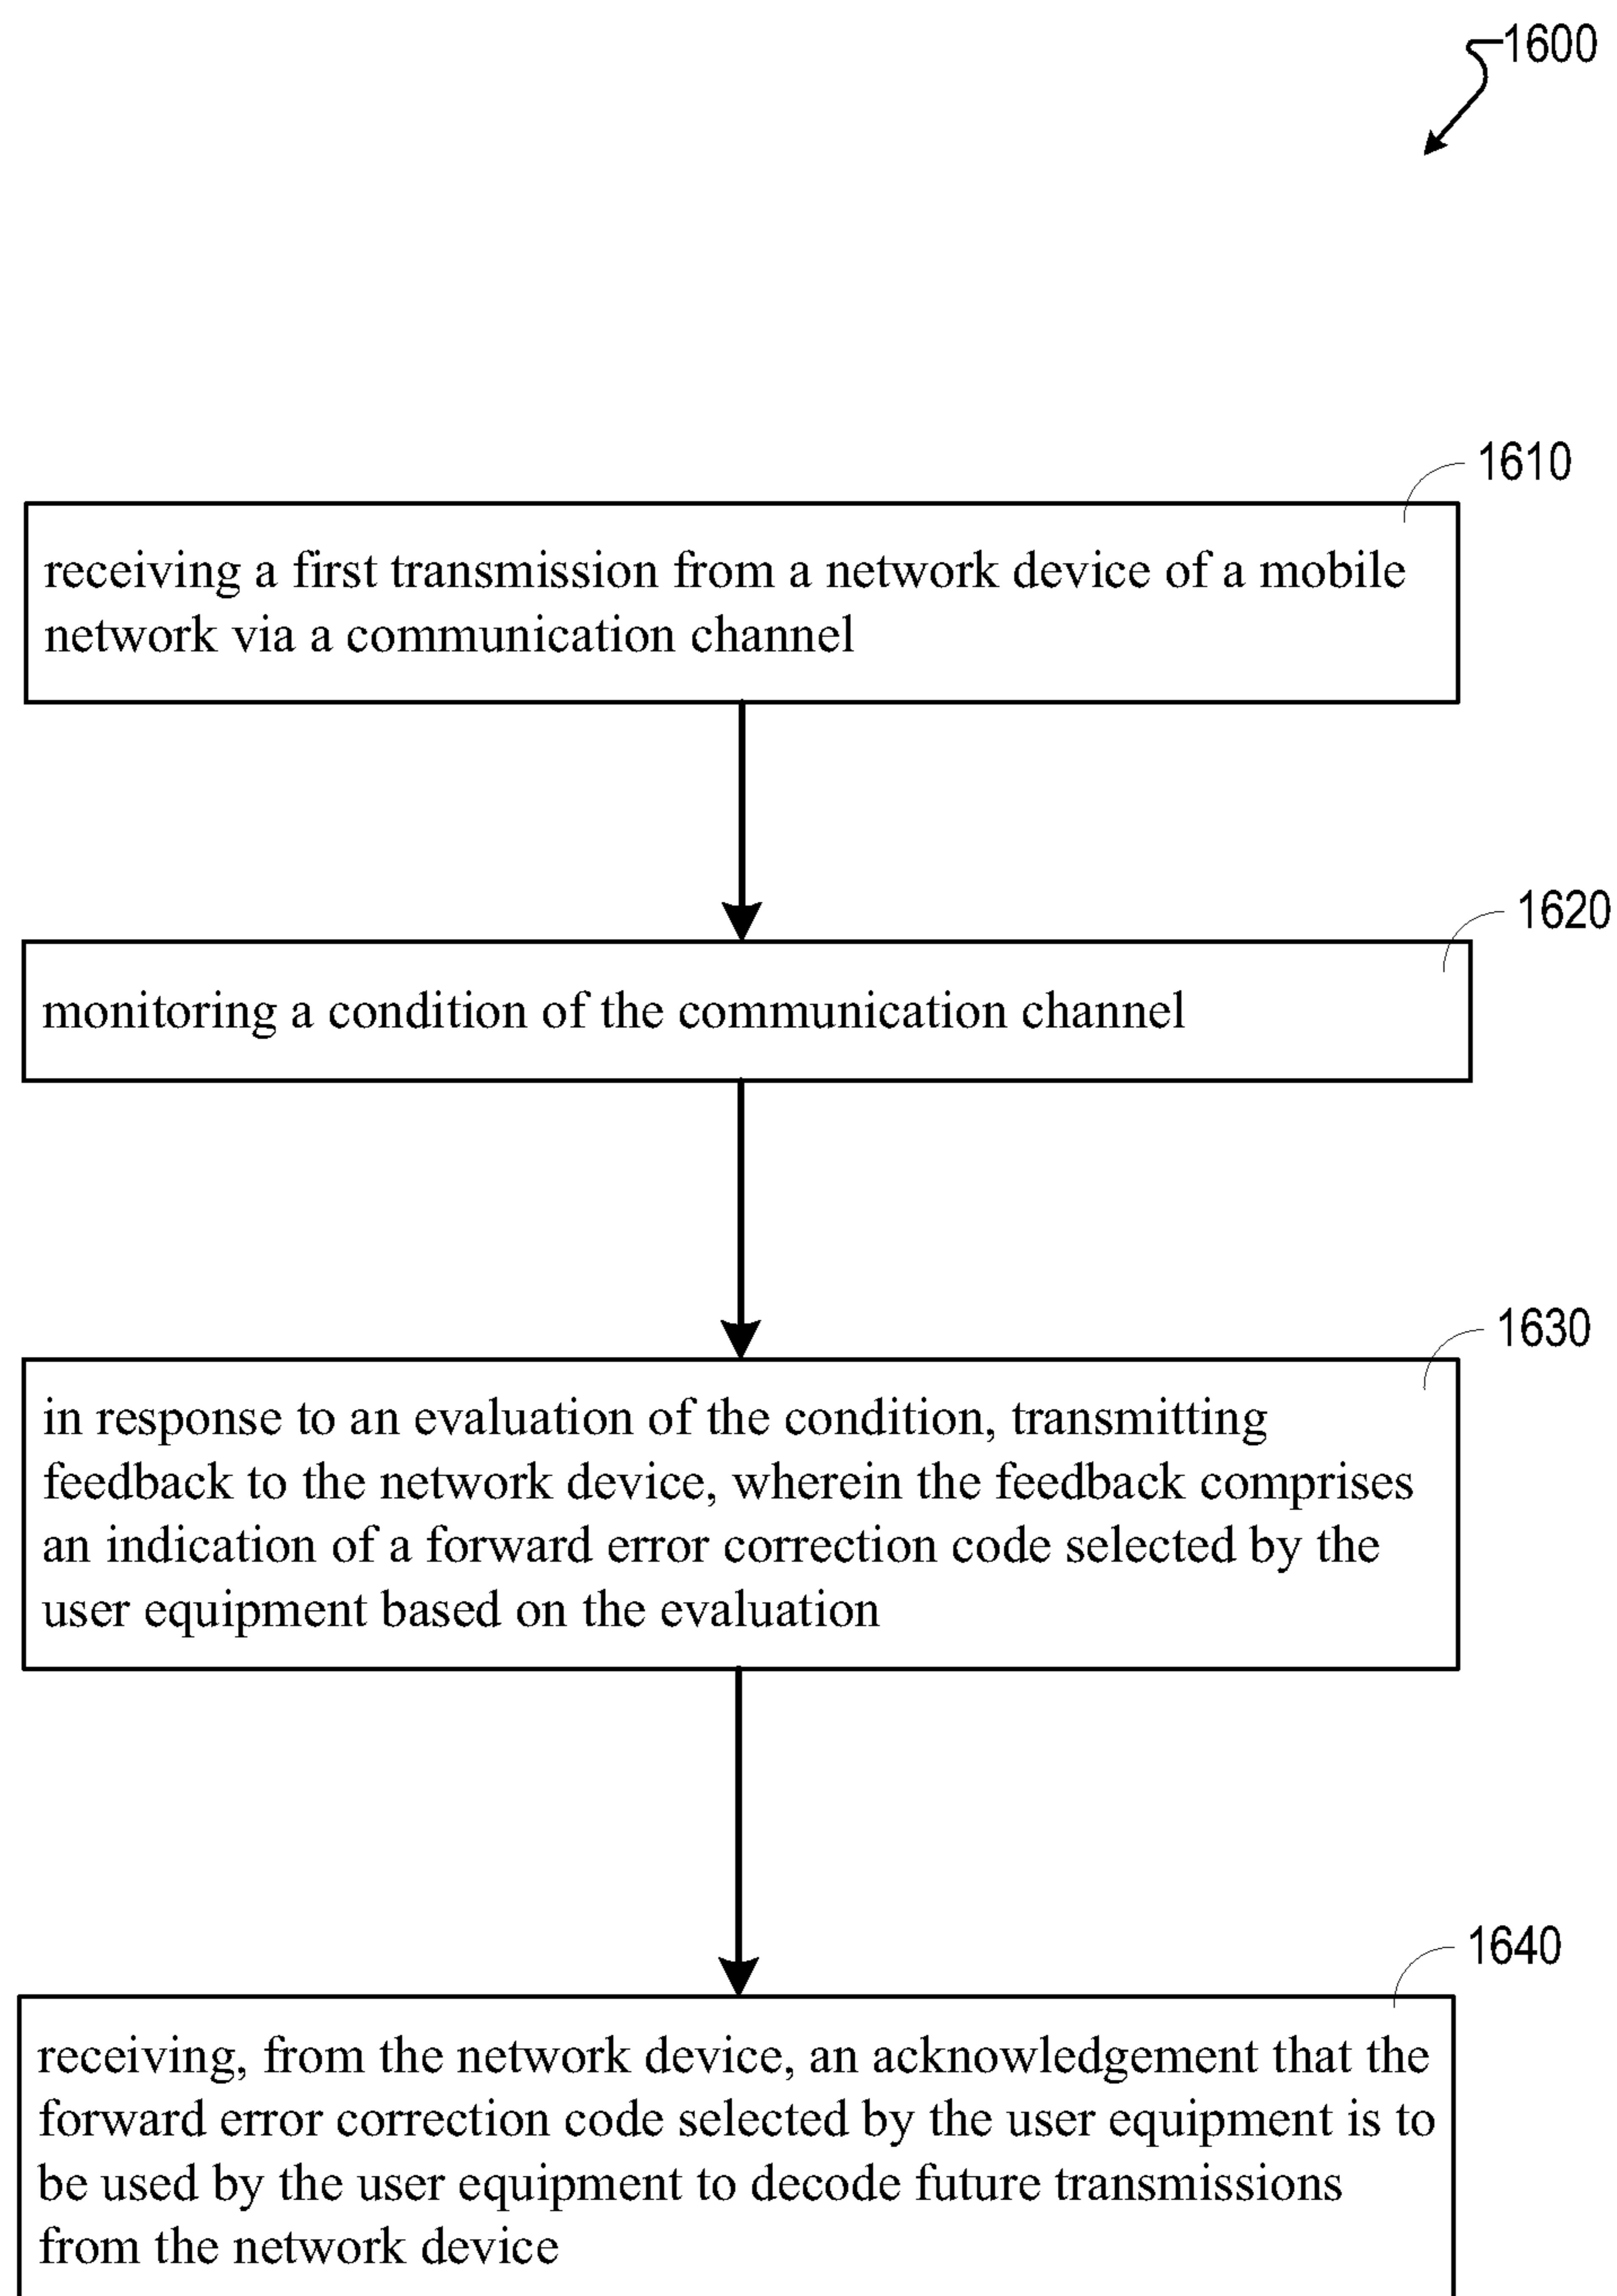 1600
1610
receiving a first transmission from a network device of a mobile
network via a communication channel
1620
monitoring a condition of the communication channel
1630
in response to an evaluation of the condition, transmitting
feedback to the network device, wherein the feedback comprises
an indication of a forward error correction code selected by the
user equipment based on the evaluation
1640
receiving, from the network device, an acknowledgement that the
forward error correction code selected by the user equipment is to
be used by the user equipment to decode future transmissions
from the network device